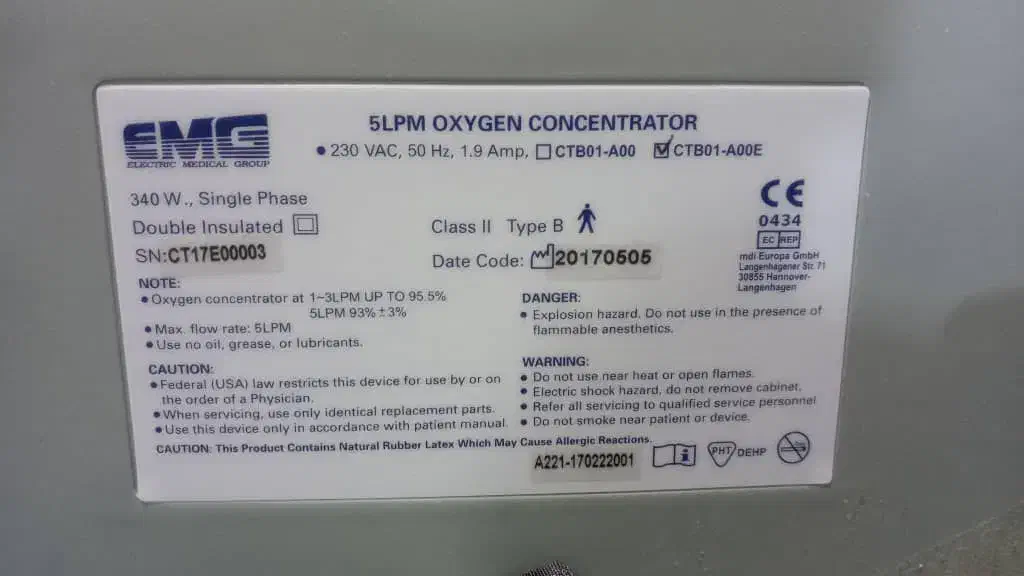 EMG
ELECTRIC MEDICAL GROUP
5LPM OXYGEN CONCENTRATOR
• 230 VAC, 50 Hz, 1.9 Amp, ☐ CTB01-A00 ☑ CTB01-A00E
340 W., Single Phase
Double Insulated
SN:CT17E00003
Class II Type B
Date Code: 20170505
CE
0434
EC REP
mdi Europa GmbH
Langenhagener Str. 71
30855 Hannover-
Langenhagen
NOTE:
• Oxygen concentrator at 1~3LPM UP TO 95.5%
5LPM 93% ±3%
• Max. flow rate: 5LPM
• Use no oil, grease, or lubricants.
CAUTION:
• Federal (USA) law restricts this device for use by or on
the order of a Physician.
• When servicing, use only identical replacement parts.
• Use this device only in accordance with patient manual.
DANGER:
• Explosion hazard. Do not use in the presence of
flammable anesthetics.
WARNING:
• Do not use near heat or open flames.
• Electric shock hazard, do not remove cabinet.
• Refer all servicing to qualified service personnel
• Do not smoke near patient or device.
CAUTION: This Product Contains Natural Rubber Latex Which May Cause Allergic Reactions.
A221-170222001
i
PHT DEHP